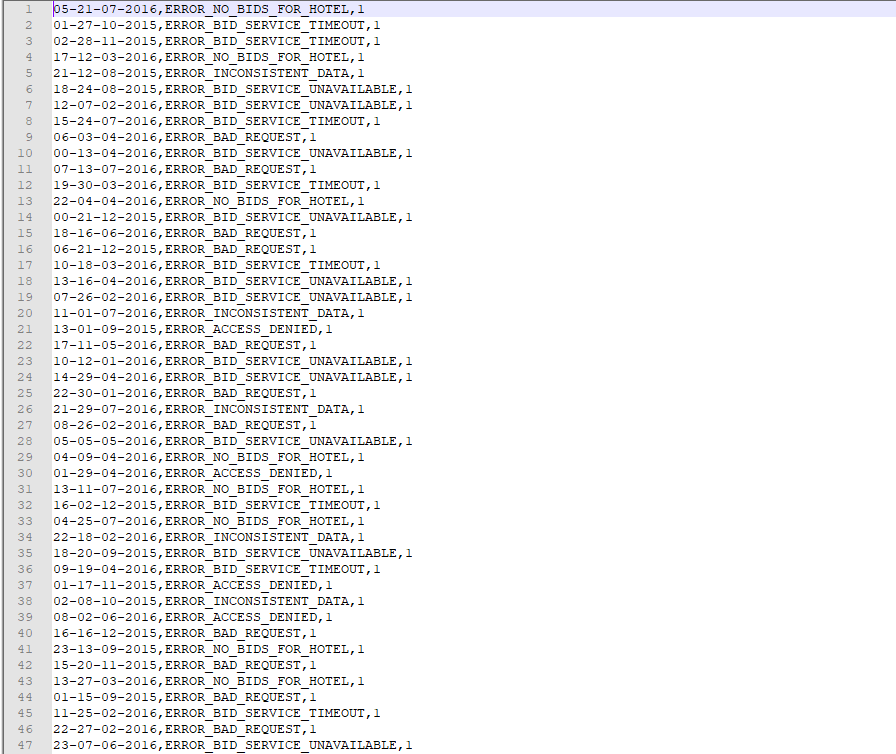 1 05-21-07-2016,ERROR_NO_BIDS_FOR_HOTEL,1
2 01-27-10-2015,ERROR_BID_SERVICE_TIMEOUT,1
3 02-28-11-2015,ERROR_BID_SERVICE_TIMEOUT,1
4 17-12-03-2016,ERROR_NO_BIDS_FOR_HOTEL,1
5 21-12-08-2015,ERROR_INCONSISTENT_DATA,1
6 18-24-08-2015,ERROR_BID_SERVICE_UNAVAILABLE,1
7 12-07-02-2016,ERROR_BID_SERVICE_UNAVAILABLE,1
8 15-24-07-2016,ERROR_BID_SERVICE_TIMEOUT,1
9 06-03-04-2016,ERROR_BAD_REQUEST,1
10 00-13-04-2016,ERROR_BID_SERVICE_UNAVAILABLE,1
11 07-13-07-2016,ERROR_BAD_REQUEST,1
12 19-30-03-2016,ERROR_BID_SERVICE_TIMEOUT,1
13 22-04-04-2016,ERROR_NO_BIDS_FOR_HOTEL,1
14 00-21-12-2015,ERROR_BID_SERVICE_UNAVAILABLE,1
15 18-16-06-2016,ERROR_BAD_REQUEST,1
16 06-21-12-2015,ERROR_BAD_REQUEST,1
17 10-18-03-2016,ERROR_BID_SERVICE_TIMEOUT,1
18 13-16-04-2016,ERROR_BID_SERVICE_UNAVAILABLE,1
19 07-26-02-2016,ERROR_BID_SERVICE_UNAVAILABLE,1
20 11-01-07-2016,ERROR_INCONSISTENT_DATA,1
21 13-01-09-2015,ERROR_ACCESS_DENIED,1
22 17-11-05-2016,ERROR_BAD_REQUEST,1
23 10-12-01-2016,ERROR_BID_SERVICE_UNAVAILABLE,1
24 14-29-04-2016,ERROR_BID_SERVICE_UNAVAILABLE,1
25 22-30-01-2016,ERROR_BAD_REQUEST,1
26 21-29-07-2016,ERROR_INCONSISTENT_DATA,1
27 08-26-02-2016,ERROR_BAD_REQUEST,1
28 05-05-05-2016,ERROR_BID_SERVICE_UNAVAILABLE,1
29 04-09-04-2016,ERROR_NO_BIDS_FOR_HOTEL,1
30 01-29-04-2016,ERROR_ACCESS_DENIED,1
31 13-11-07-2016,ERROR_NO_BIDS_FOR_HOTEL,1
32 16-02-12-2015,ERROR_BID_SERVICE_TIMEOUT,1
33 04-25-07-2016,ERROR_NO_BIDS_FOR_HOTEL,1
34 22-18-02-2016,ERROR_INCONSISTENT_DATA,1
35 18-20-09-2015,ERROR_BID_SERVICE_UNAVAILABLE,1
36 09-19-04-2016,ERROR_BID_SERVICE_TIMEOUT,1
37 01-17-11-2015,ERROR_ACCESS_DENIED,1
38 02-08-10-2015,ERROR_INCONSISTENT_DATA,1
39 08-02-06-2016,ERROR_ACCESS_DENIED,1
40 16-16-12-2015,ERROR_BAD_REQUEST,1
41 23-13-09-2015,ERROR_NO_BIDS_FOR_HOTEL,1
42 15-20-11-2015,ERROR_BAD_REQUEST,1
43 13-27-03-2016,ERROR_NO_BIDS_FOR_HOTEL,1
44 01-15-09-2015,ERROR_BAD_REQUEST,1
45 11-25-02-2016,ERROR_BID_SERVICE_TIMEOUT,1
46 22-27-02-2016,ERROR_BAD_REQUEST,1
47 23-07-06-2016,ERROR_BID_SERVICE_UNAVAILABLE,1